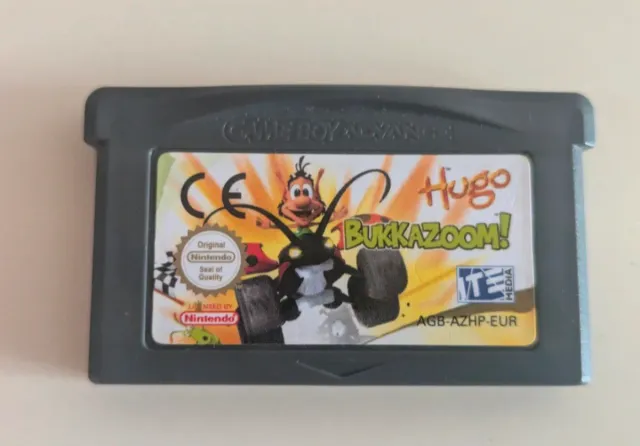 GAME BOY ADVANCE
CE
Hugo
BUKKAZOOM!™
Original
Nintendo
Seal of
Quality
ITE
MEDIA
LICENSED BY
Nintendo
AGB-AZHP-EUR